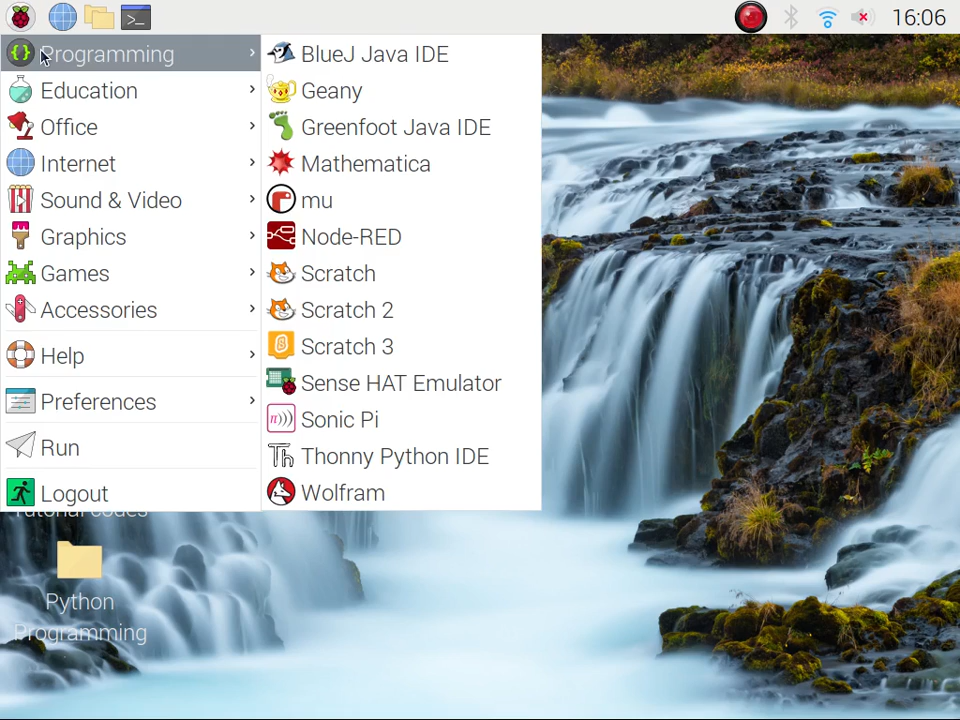 16:06
Programming
Education
Office
Internet
Sound & Video
Graphics
Games
Accessories
Help
Preferences
Run
Logout
BlueJ Java IDE
Geany
Greenfoot Java IDE
Mathematica
mu
Node-RED
Scratch
Scratch 2
Scratch 3
Sense HAT Emulator
Sonic Pi
Thonny Python IDE
Wolfram
Tutorial codes
Python
Programming